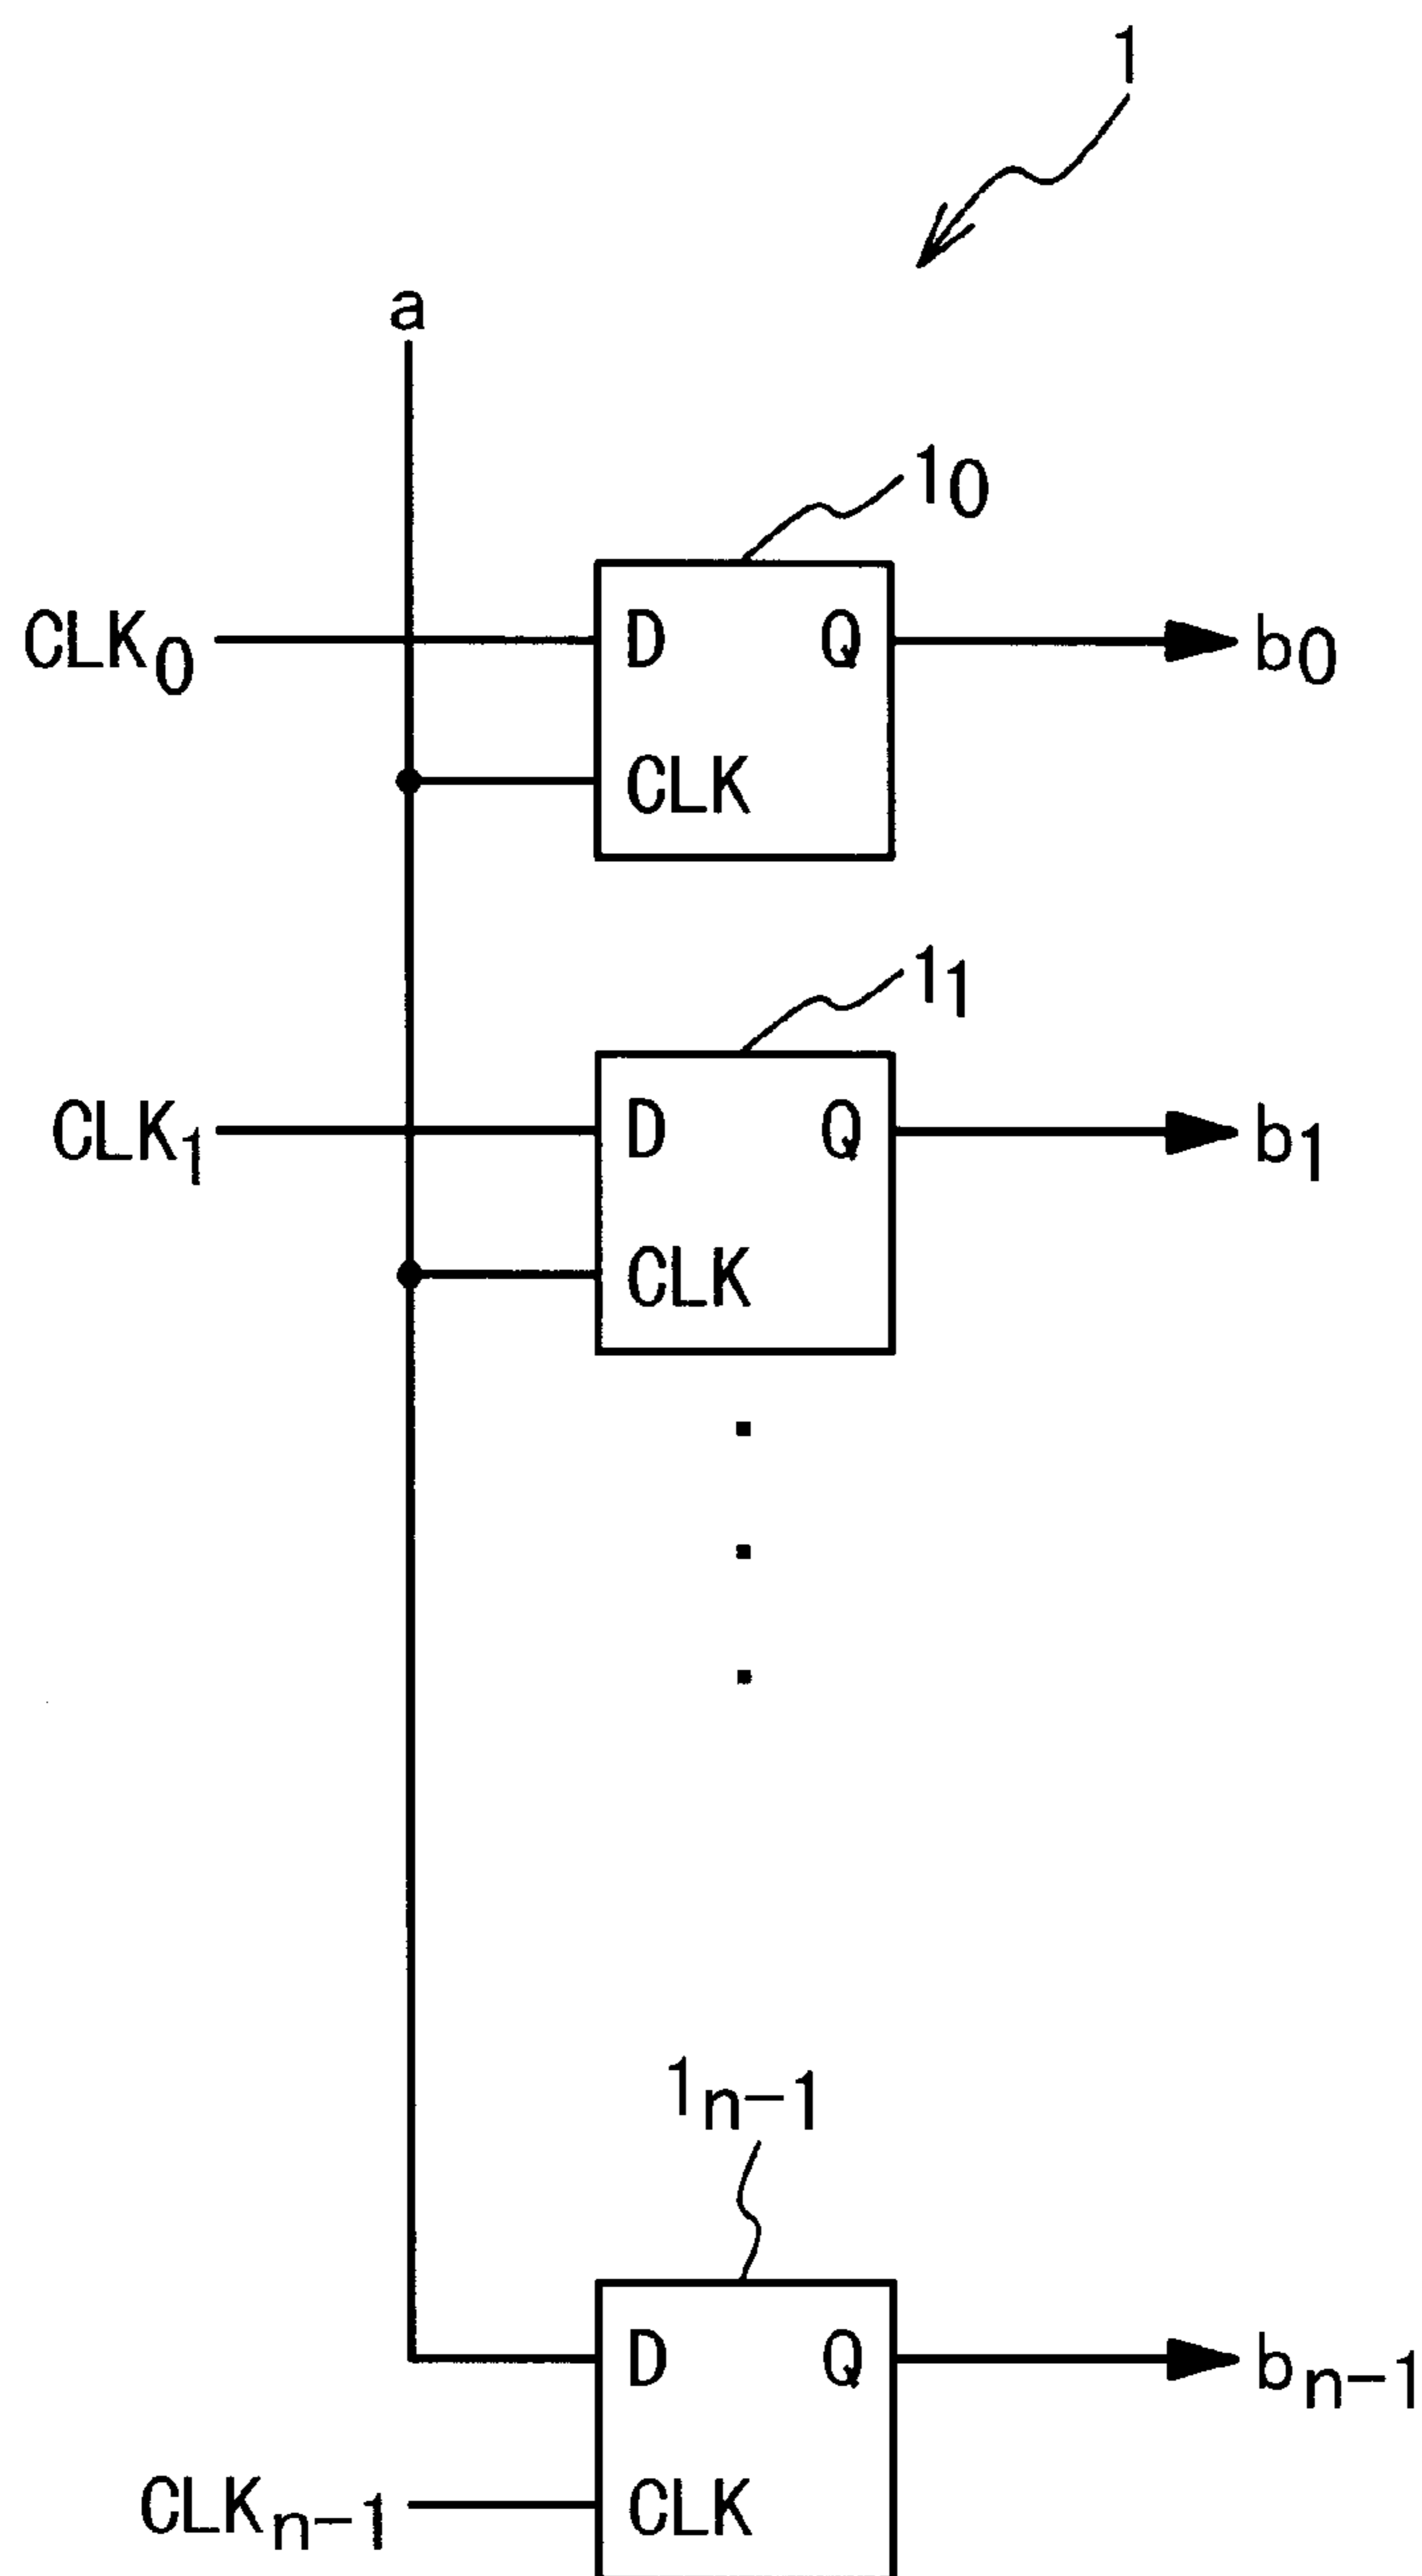 1
a
1₀
CLK₀ D Q b₀
CLK
1₁
CLK₁ D Q b₁
CLK
1ₙ₋₁
D Q bₙ₋₁
CLKₙ₋₁ CLK